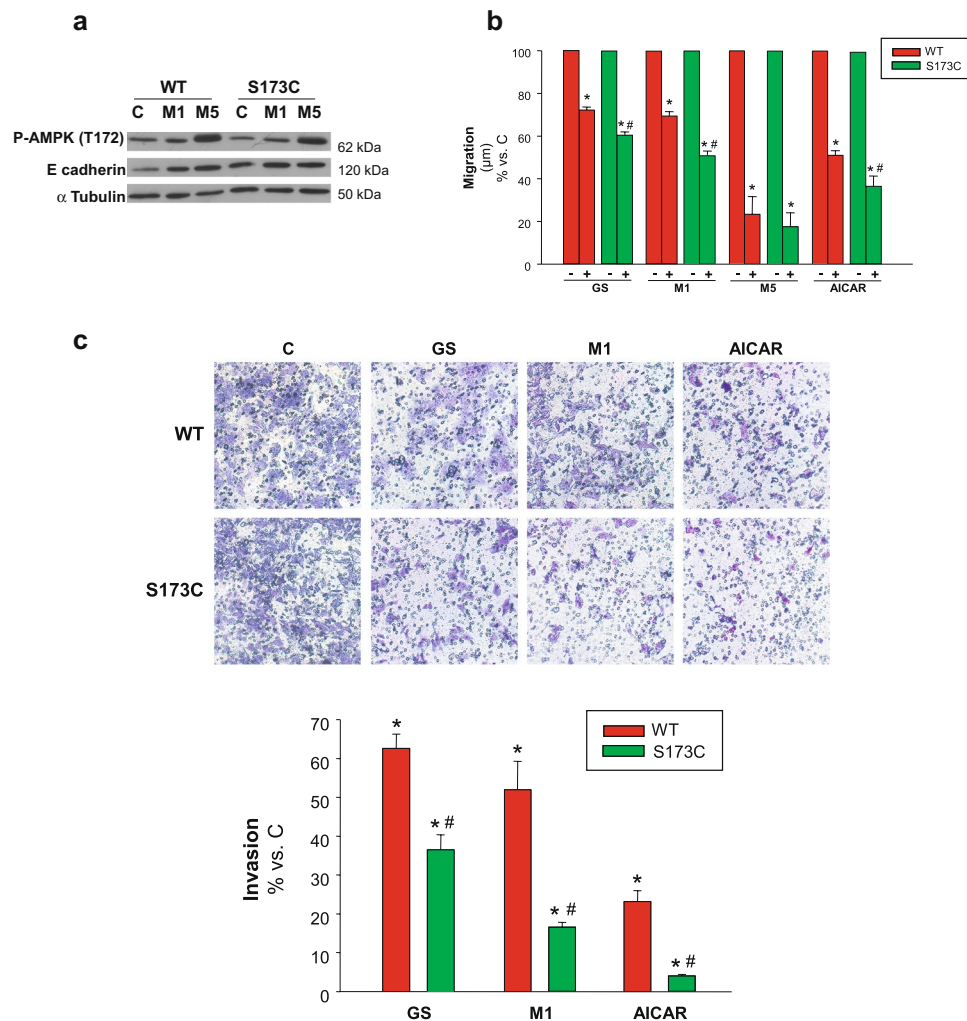 a
WT S173C
C M1 M5 C M1 M5
P-AMPK (T172) 62 kDa
E cadherin 120 kDa
α Tubulin 50 kDa
b
WT
S173C
Migration
(µm)
% vs. C
100
80
60
40
20
0
* *# * *# * * * *#
- + - + - + - + - + - + - + - +
GS M1 M5 AICAR
c
C GS M1 AICAR
WT
S173C
WT
S173C
Invasion
% vs. C
70
60
50
40
30
20
10
0
* *# * *# * *#
GS M1 AICAR